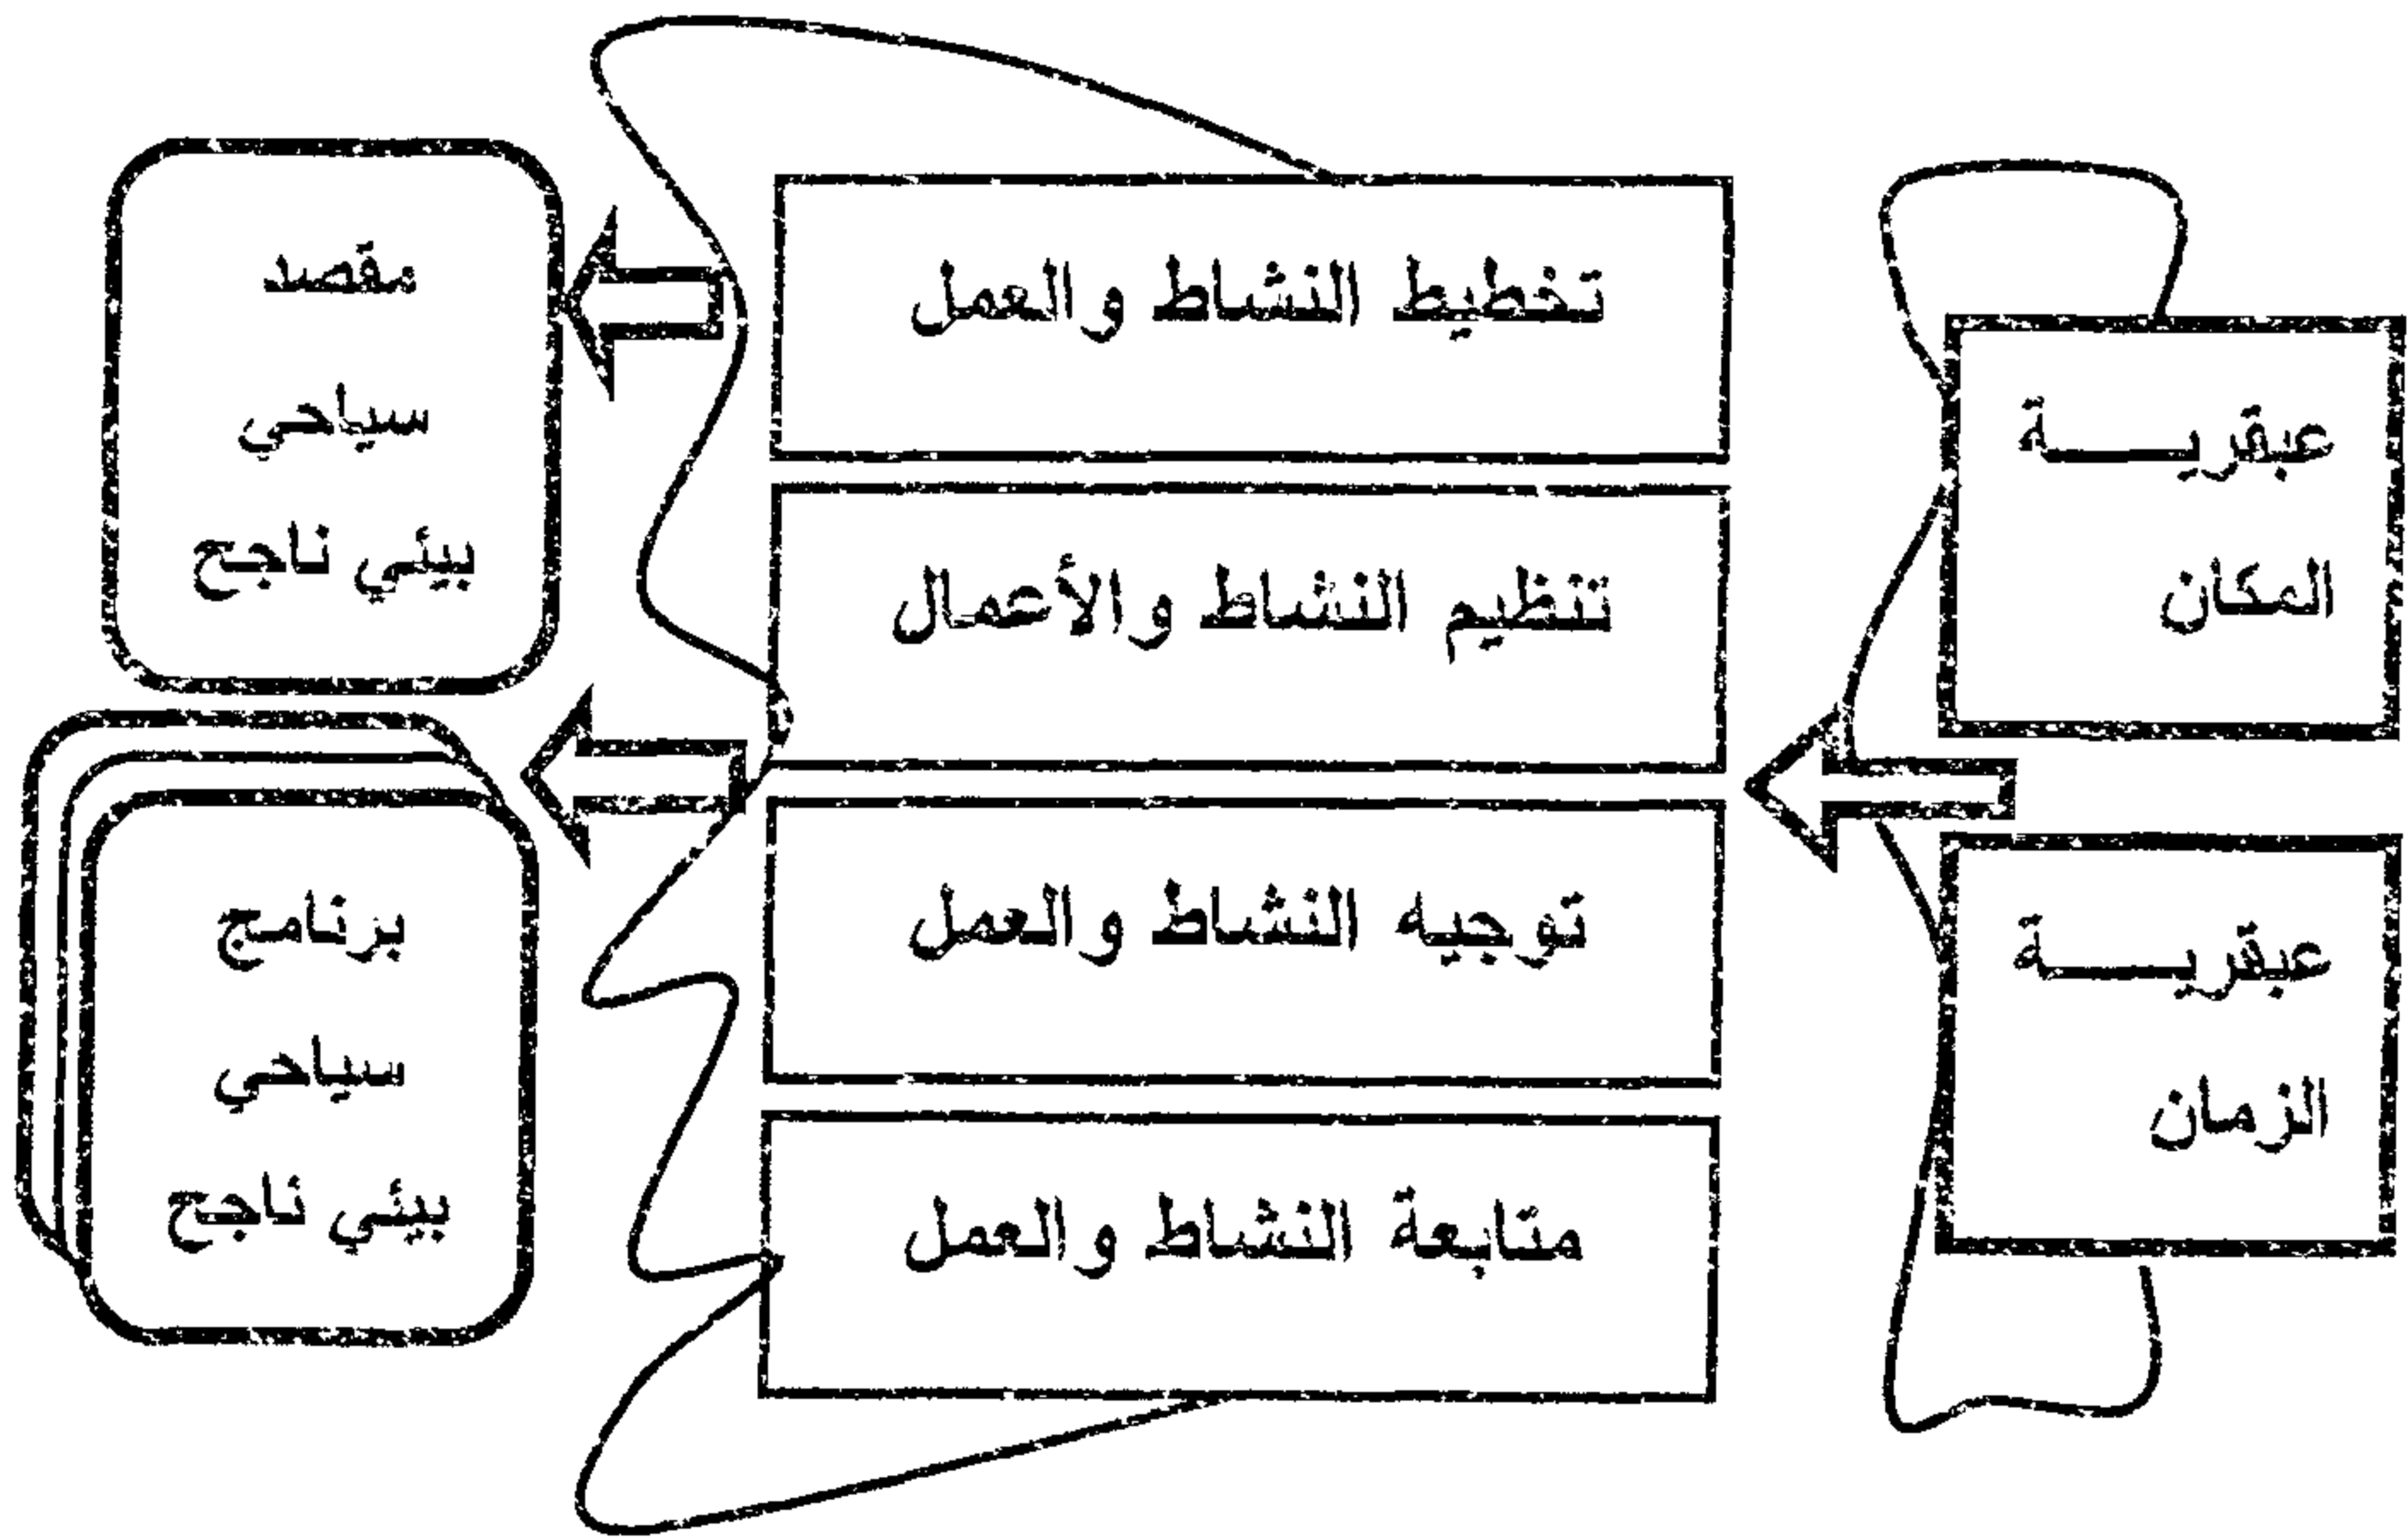 عبقرية
المكان
عبقرية
الزمان
تخطيط النشاط والعمل
تنظيم النشاط والأعمال
توجيه النشاط والعمل
متابعة النشاط والعمل
مقصد
سياحي
بيئي ناجح
برنامج
سياحي
بيئي ناجح